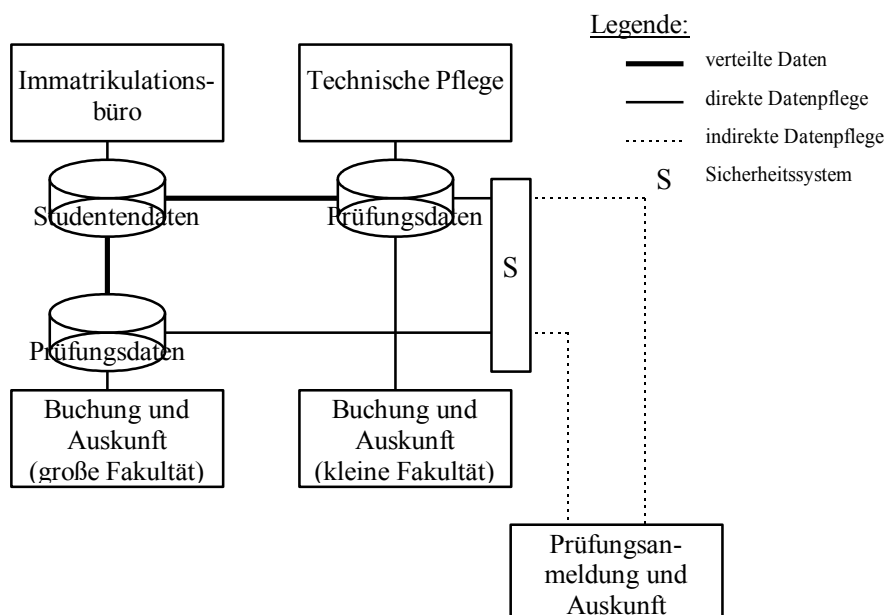 Legende:
verteilte Daten
direkte Datenpflege
indirekte Datenpflege
S
Sicherheitssystem
Immatrikulations-
büro
Technische Pflege
Studentendaten
Prüfungsdaten
S
Prüfungsdaten
Buchung und
Auskunft
(große Fakultät)
Buchung und
Auskunft
(kleine Fakultät)
Prüfungsan-
meldung und
Auskunft